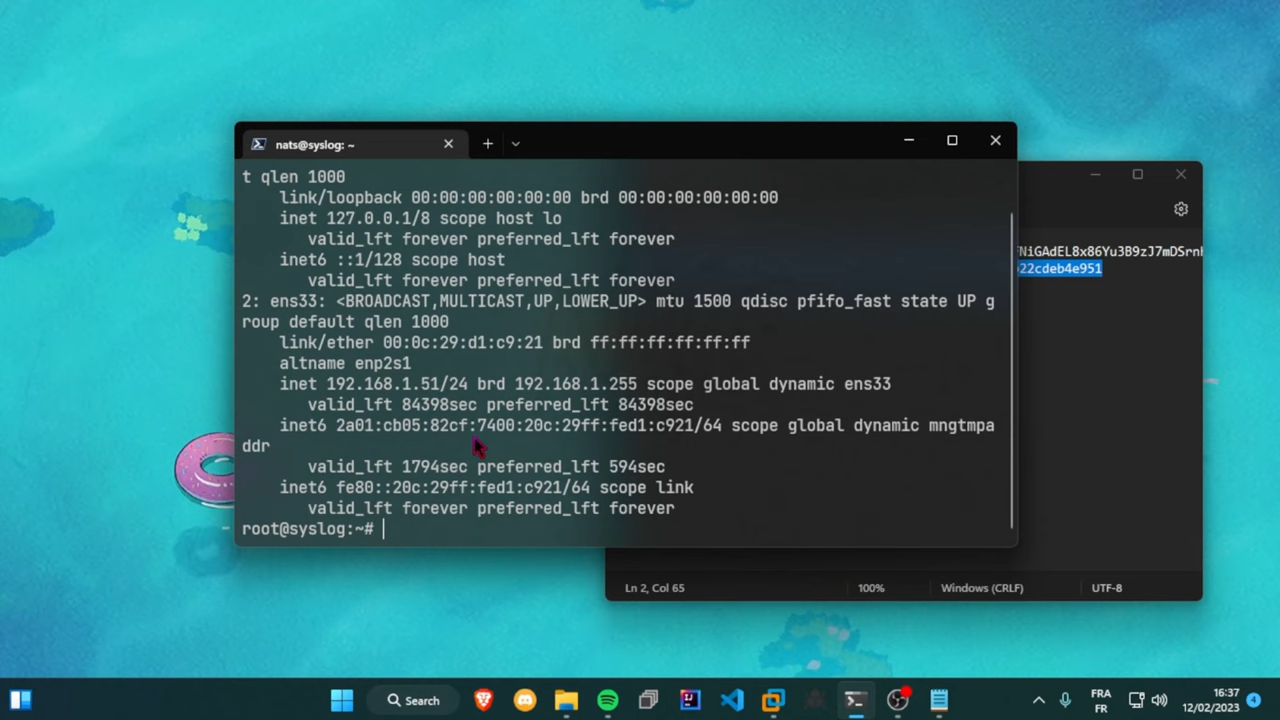 nats@syslog: ~
t qlen 1000
link/loopback 00:00:00:00:00:00 brd 00:00:00:00:00:00
inet 127.0.0.1/8 scope host lo
valid_lft forever preferred_lft forever
inet6 ::1/128 scope host
valid_lft forever preferred_lft forever
2: ens33: <BROADCAST,MULTICAST,UP,LOWER_UP> mtu 1500 qdisc pfifo_fast state UP g
roup default qlen 1000
link/ether 00:0c:29:d1:c9:21 brd ff:ff:ff:ff:ff:ff
altname enp2s1
inet 192.168.1.51/24 brd 192.168.1.255 scope global dynamic ens33
valid_lft 84398sec preferred_lft 84398sec
inet6 2a01:cb05:82cf:7400:20c:29ff:fed1:c921/64 scope global dynamic mngtmpa
ddr
valid_lft 1794sec preferred_lft 594sec
inet6 fe80::20c:29ff:fed1:c921/64 scope link
valid_lft forever preferred_lft forever
root@syslog:~#
NiGAdEL8x86Yu3B9zJ7mDSrn
22cdeb4e951
Ln 2, Col 65 100% Windows (CRLF) UTF-8
Search
FRA
FR
16:37
12/02/2023
4